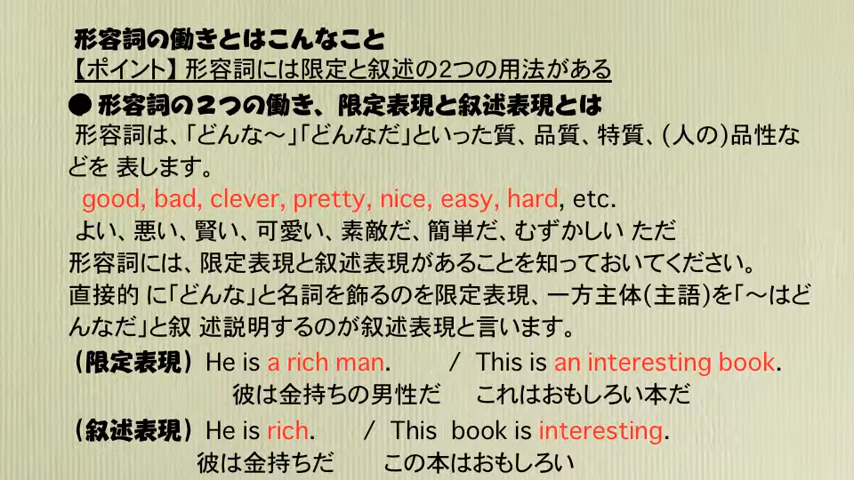 形容詞の働きとはこんなこと
【ポイント】形容詞には限定と叙述の2つの用法がある
● 形容詞の２つの働き、限定表現と叙述表現とは
形容詞は、「どんな～」「どんなだ」といった質、品質、特質、(人の)品性な
どを 表します。
good, bad, clever, pretty, nice, easy, hard, etc.
よい、悪い、賢い、可愛い、素敵だ、簡単だ、むずかしい ただ
形容詞には、限定表現と叙述表現があることを知っておいてください。
直接的 に「どんな」と名詞を飾るのを限定表現、一方主体(主語)を「～はど
んなだ」と叙 述説明するのが叙述表現と言います。
(限定表現) He is a rich man. / This is an interesting book.
彼は金持ちの男性だ これはおもしろい本だ
(叙述表現) He is rich. / This book is interesting.
彼は金持ちだ この本はおもしろい